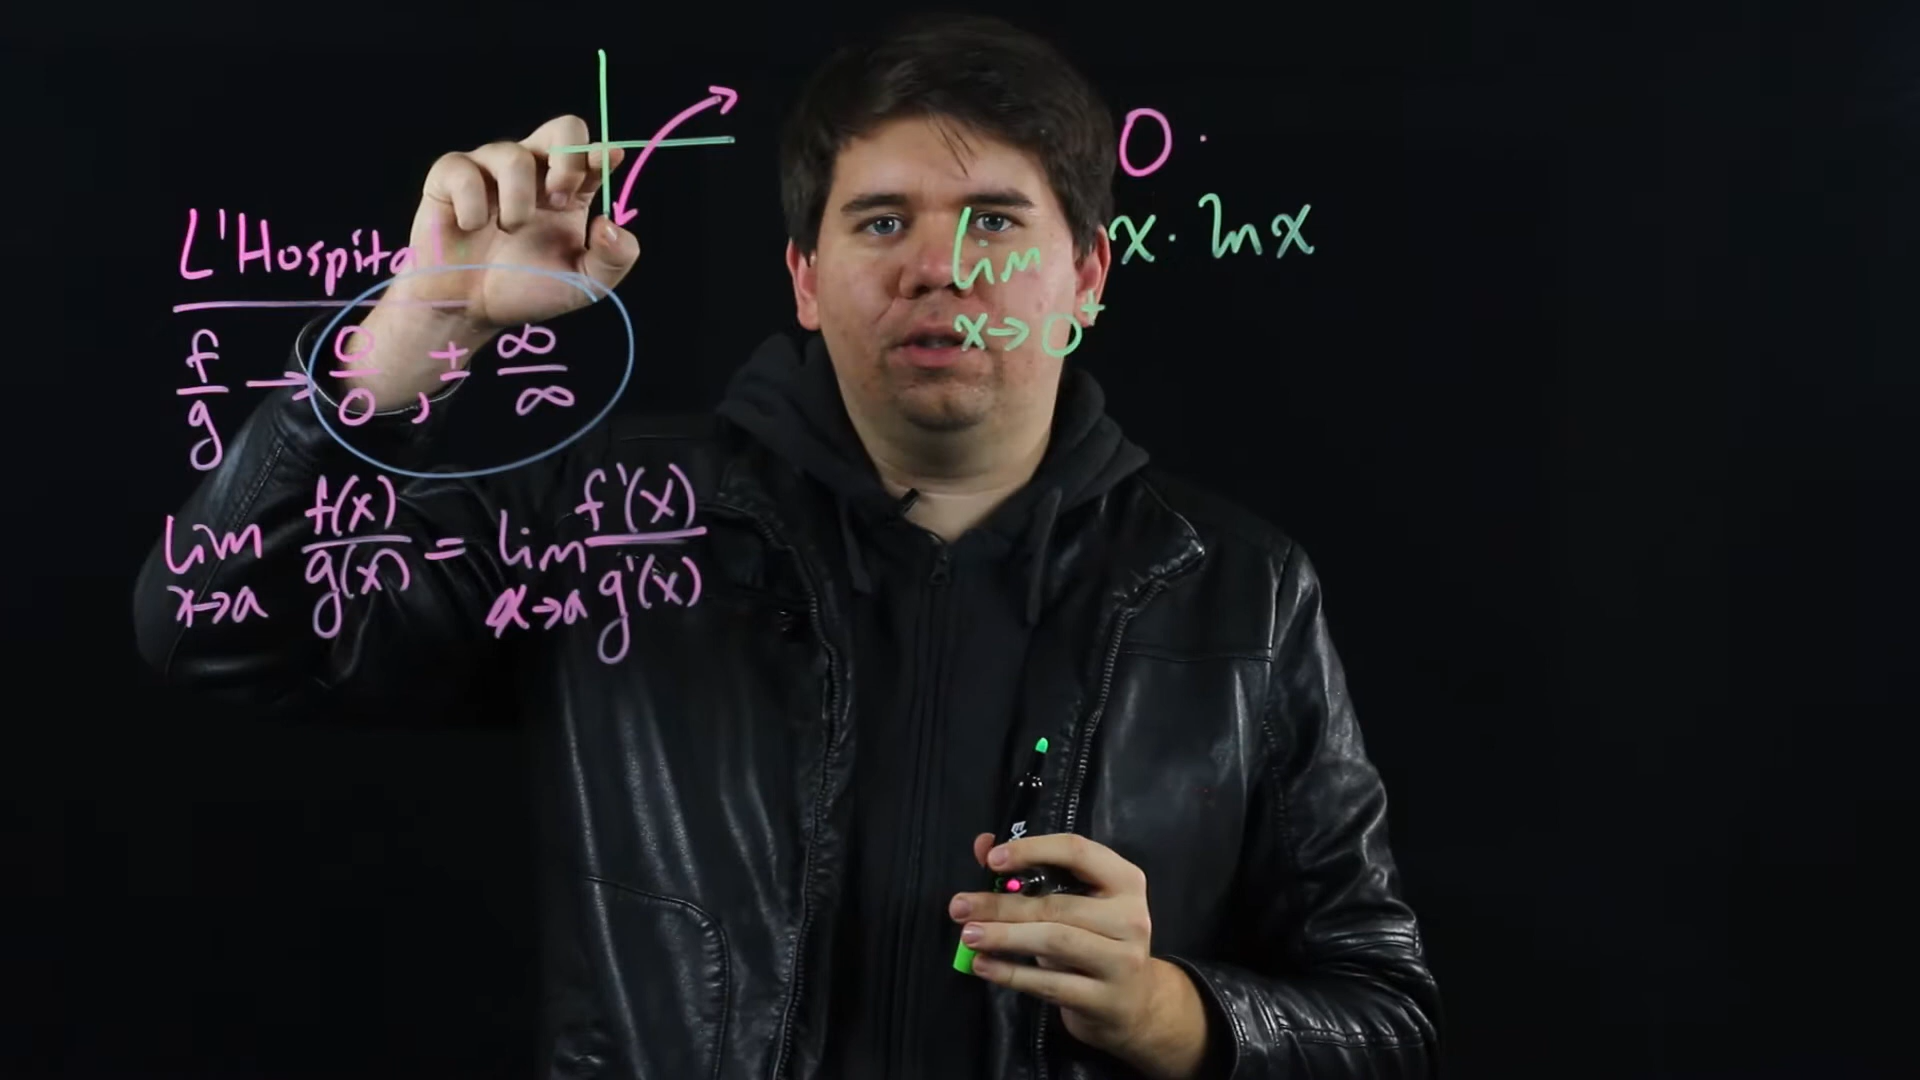 L'Hospital
f/g → 0/0 , ± ∞/∞
lim x→a f(x)/g(x) = lim x→a f'(x)/g'(x)
0 ·
lim x→0⁺ x · ln x